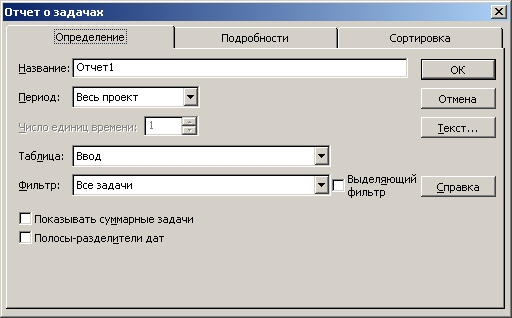 Отчет о задачах
Определение
Подробности
Сортировка
Название: Отчет1
ОК
Период: Весь проект
Отмена
Число единиц времени: 1
Текст...
Таблица: Ввод
Фильтр: Все задачи
Выделяющий
фильтр
Справка
Показывать суммарные задачи
Полосы-разделители дат